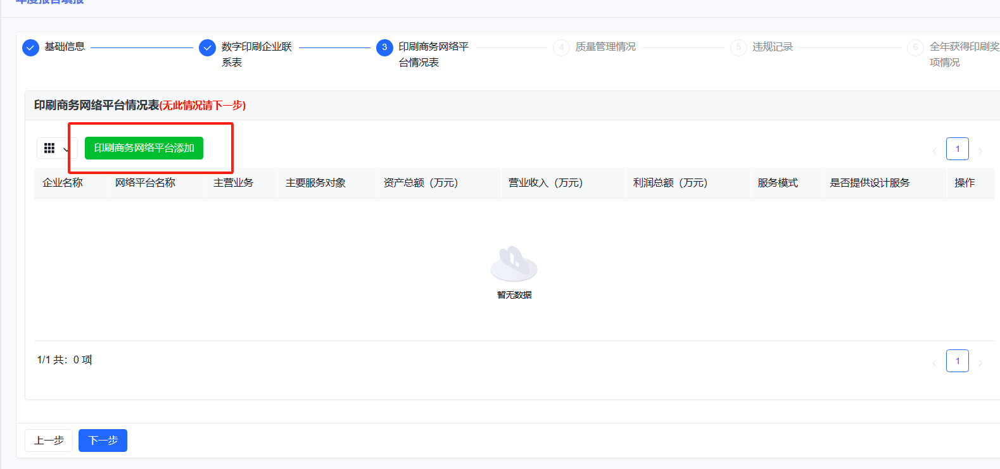 年度报告填报
基础信息
数字印刷企业联
系表
3
印刷商务网络平
台情况表
4
质量管理情况
5
违规记录
6
全年获得印刷奖
项情况
印刷商务网络平台情况表(无此情况请下一步)
印刷商务网络平台添加
1
企业名称 网络平台名称 主营业务 主要服务对象 资产总额（万元） 营业收入（万元） 利润总额（万元） 服务模式 是否提供设计服务 操作
暂无数据
1/1 共：0 项
1
上一步
下一步